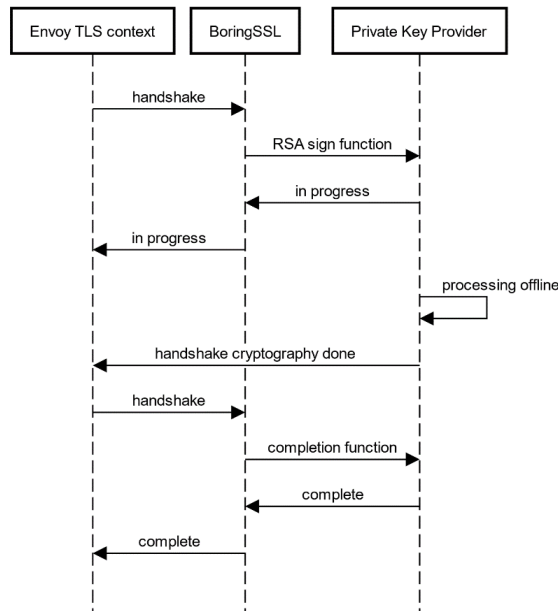 Envoy TLS context
BoringSSL
Private Key Provider
handshake
RSA sign function
in progress
in progress
processing offline
handshake cryptography done
handshake
completion function
complete
complete